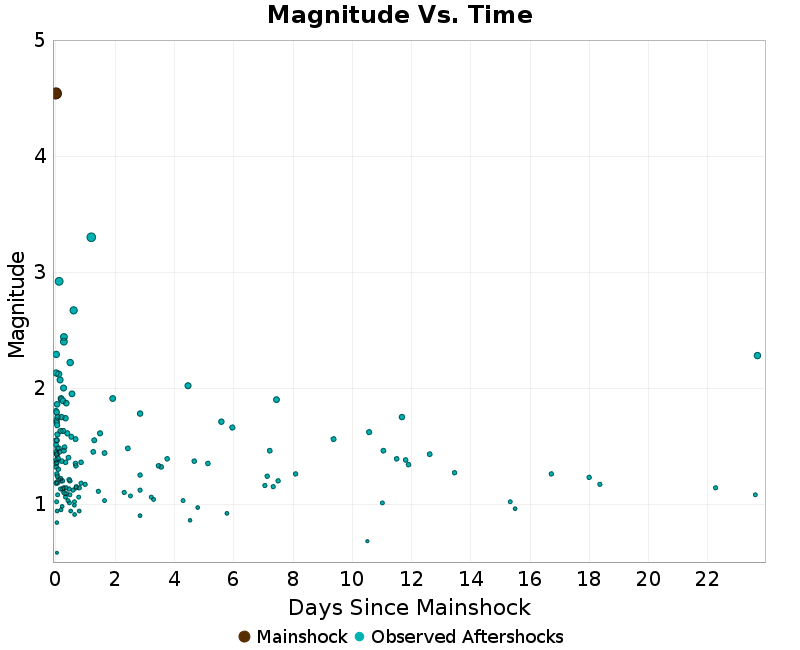 Magnitude Vs. Time
Magnitude
5
4
3
2
1
0 2 4 6 8 10 12 14 16 18 20 22
Days Since Mainshock
Mainshock Observed Aftershocks